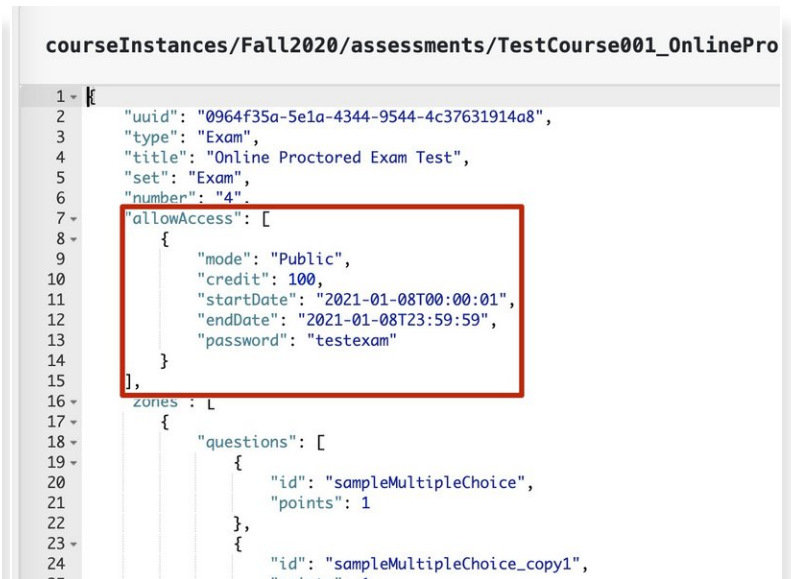 courseInstances/Fall2020/assessments/TestCourse001_OnlinePro
1 {
2 "uuid": "0964f35a-5e1a-4344-9544-4c37631914a8",
3 "type": "Exam",
4 "title": "Online Proctored Exam Test",
5 "set": "Exam",
6 "number": "4",
7 "allowAccess": [
8 {
9 "mode": "Public",
10 "credit": 100,
11 "startDate": "2021-01-08T00:00:01",
12 "endDate": "2021-01-08T23:59:59",
13 "password": "testexam"
14 }
15 ],
16 "zones": [
17 {
18 "questions": [
19 {
20 "id": "sampleMultipleChoice",
21 "points": 1
22 },
23 {
24 "id": "sampleMultipleChoice_copy1",